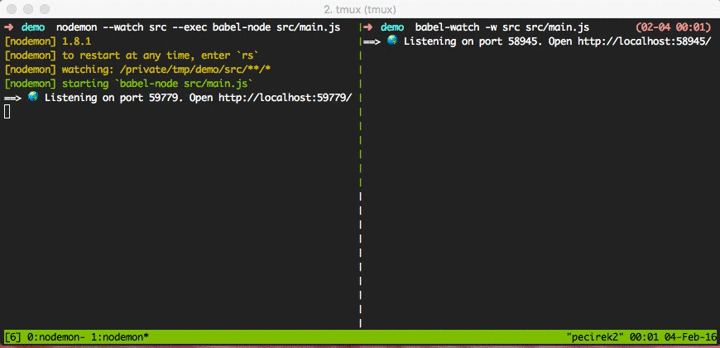 2. tmux (tmux)
➜ demo nodemon --watch src --exec babel-node src/main.js
[nodemon] 1.8.1
[nodemon] to restart at any time, enter `rs`
[nodemon] watching: /private/tmp/demo/src/**/*
[nodemon] starting `babel-node src/main.js`
==> 🌎 Listening on port 59779. Open http://localhost:59779/
➜ demo babel-watch -w src src/main.js (02-04 00:01)
==> 🌎 Listening on port 58945. Open http://localhost:58945/
[6] 0:nodemon- 1:nodemon* "pecirek2" 00:01 04-Feb-16